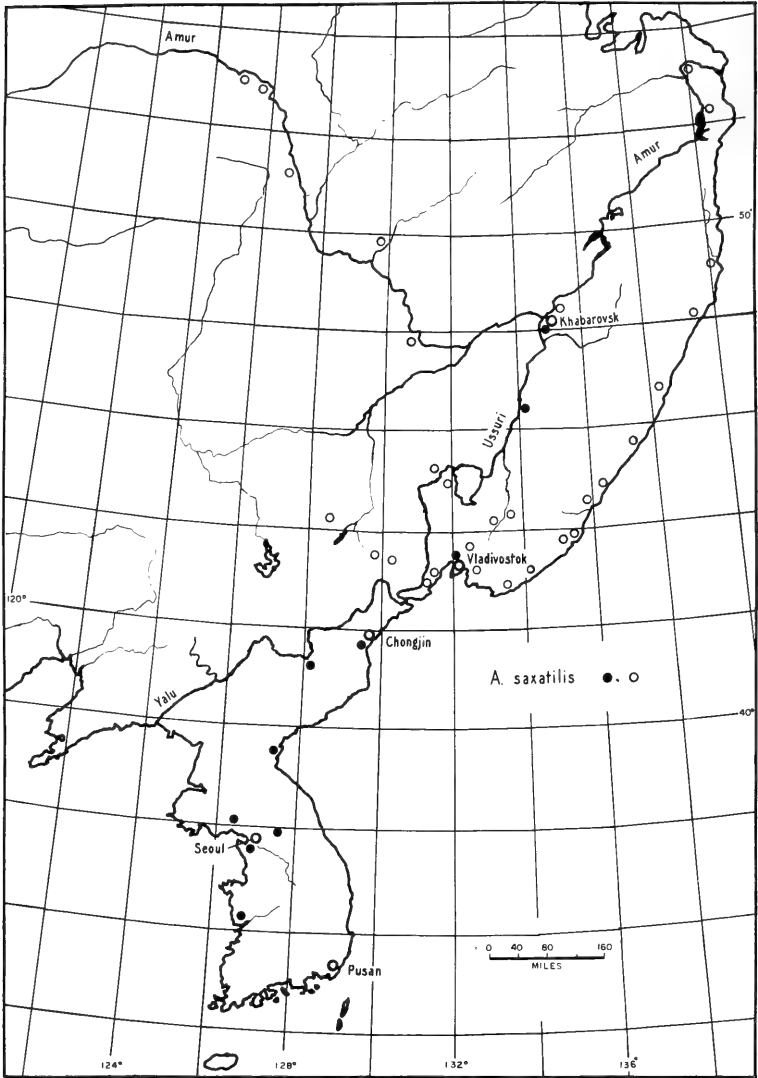 Amur
Amur
50°
Khabarovsk
Ussuri
Vladivostok
120°
Chongjin
A. saxatilis
Yalu
40°
Seoul
0 40 80 160
MILES
Pusan
124° 128° 132° 136°